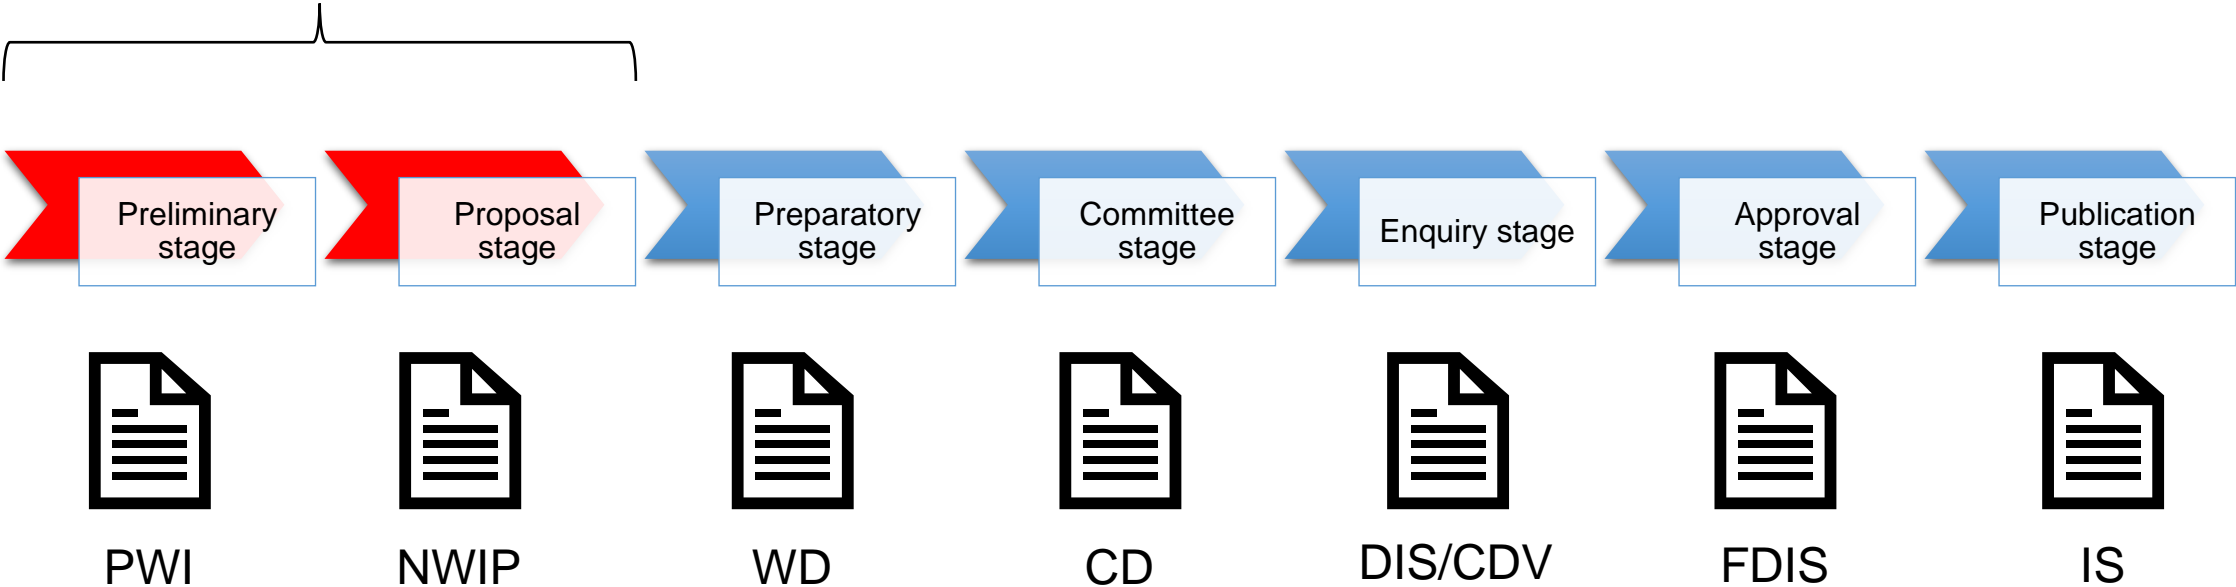 Preliminary
stage
Proposal
stage
Preparatory
stage
Committee
stage
Enquiry stage
Approval
stage
Publication
stage
PWI
NWIP
WD
CD
DIS/CDV
FDIS
IS